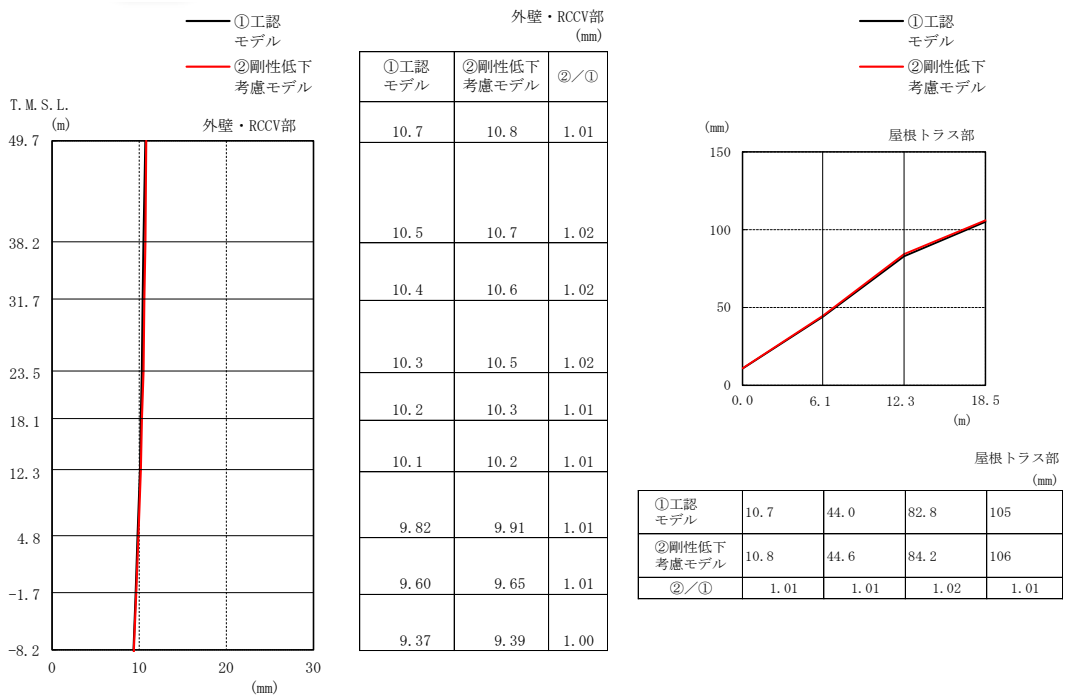 ①工認
モデル
②剛性低下
考慮モデル
T.M.S.L.
(m)
外壁・RCCV部
49.7
38.2
31.7
23.5
18.1
12.3
4.8
-1.7
-8.2
0 10 20 30
(mm)
外壁・RCCV部
(mm)
①工認
モデル
②剛性低下
考慮モデル
②／①
10.7 10.8 1.01
10.5 10.7 1.02
10.4 10.6 1.02
10.3 10.5 1.02
10.2 10.3 1.01
10.1 10.2 1.01
9.82 9.91 1.01
9.60 9.65 1.01
9.37 9.39 1.00
①工認
モデル
②剛性低下
考慮モデル
(mm)
屋根トラス部
150
100
50
0
0.0 6.1 12.3 18.5
(m)
屋根トラス部
(mm)
①工認
モデル
10.7 44.0 82.8 105
②剛性低下
考慮モデル
10.8 44.6 84.2 106
②／① 1.01 1.01 1.02 1.01